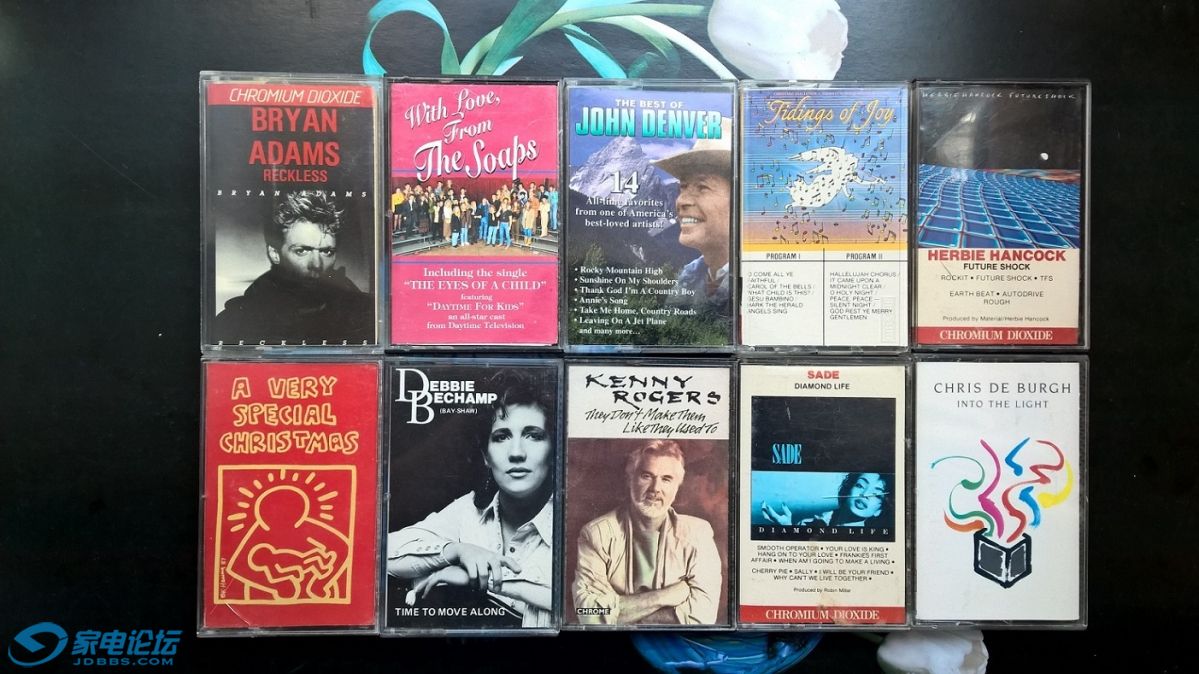 CHROMIUM DIOXIDE
BRYAN
ADAMS
RECKLESS
BRYAN ADAMS
RECKLESS
With Love,
From
The Soaps
Including the single
"THE EYES OF A CHILD"
featuring
"DAYTIME FOR KIDS"
an all-star cast
from Daytime Television
THE BEST OF
JOHN DENVER
14
All-time favorites
from one of America's
best-loved artists!
• Rocky Mountain High
• Sunshine On My Shoulders
• Thank God I'm A Country Boy
• Annie's Song
• Take Me Home, Country Roads
• Leaving On A Jet Plane
and many more...
Tidings of Joy
PROGRAM I
O COME ALL YE
FAITHFUL
CAROL OF THE BELLS /
WHAT CHILD IS THIS? /
GESU BAMBINO /
HARK THE HERALD
ANGELS SING
PROGRAM II
HALLELUJAH CHORUS /
IT CAME UPON A
MIDNIGHT CLEAR /
O HOLY NIGHT /
PEACE, PEACE —
SILENT NIGHT /
GOD REST YE MERRY
GENTLEMEN
HERBIE HANCOCK FUTURE SHOCK
HERBIE HANCOCK
FUTURE SHOCK
ROCKIT • FUTURE SHOCK • TFS
EARTH BEAT • AUTODRIVE
ROUGH
Produced by Material/Herbie Hancock
CHROMIUM DIOXIDE
A VERY
SPECIAL
CHRISTMAS
DEBBIE
BECHAMP
(BAY-SHAW)
TIME TO MOVE ALONG
KENNY
ROGERS
They Don't Make Them
Like They Used To
CHROME
SADE
DIAMOND LIFE
SADE
DIAMOND LIFE
SMOOTH OPERATOR • YOUR LOVE IS KING •
HANG ON TO YOUR LOVE • FRANKIES FIRST
AFFAIR • WHEN AM I GOING TO MAKE A LIVING •
CHERRY PIE • SALLY • I WILL BE YOUR FRIEND •
WHY CAN'T WE LIVE TOGETHER •
Produced by Robin Millar
CHROMIUM DIOXIDE
CHRIS DE BURGH
INTO THE LIGHT
家电论坛
JDBBS.COM